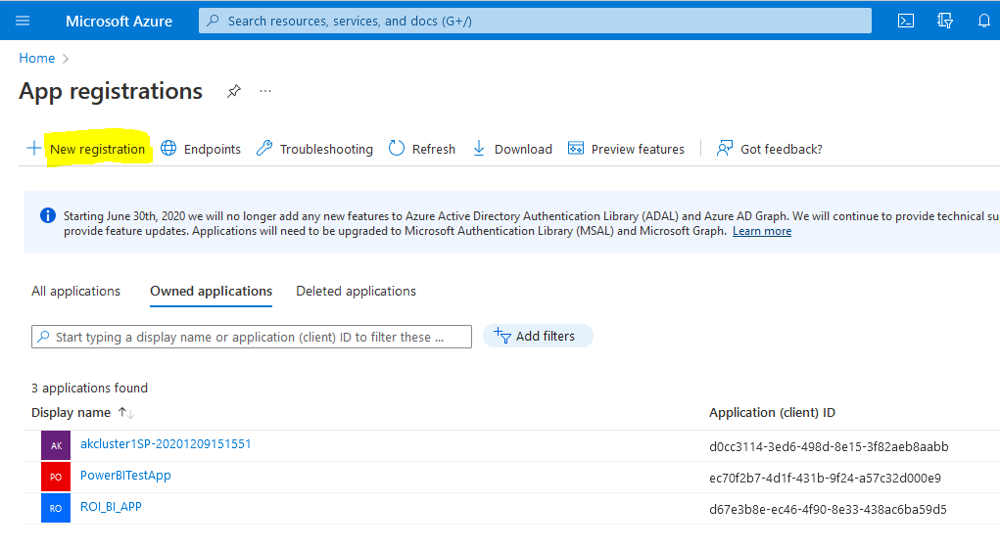 Microsoft Azure
Search resources, services, and docs (G+/)
Home
App registrations
New registration Endpoints Troubleshooting Refresh Download Preview features Got feedback?
Starting June 30th, 2020 we will no longer add any new features to Azure Active Directory Authentication Library (ADAL) and Azure AD Graph. We will continue to provide technical su
provide feature updates. Applications will need to be upgraded to Microsoft Authentication Library (MSAL) and Microsoft Graph. Learn more
All applications Owned applications Deleted applications
Start typing a display name or application (client) ID to filter these ...
Add filters
3 applications found
Display name Application (client) ID
AK akcluster1SP-20201209151551 d0cc3114-3ed6-498d-8e15-3f82aeb8aabb
PO PowerBITestApp ec70f2b7-4d1f-431b-9f24-a57c32d000e9
RO ROI_BI_APP d67e3b8e-ec46-4f90-8e33-438ac6ba59d5